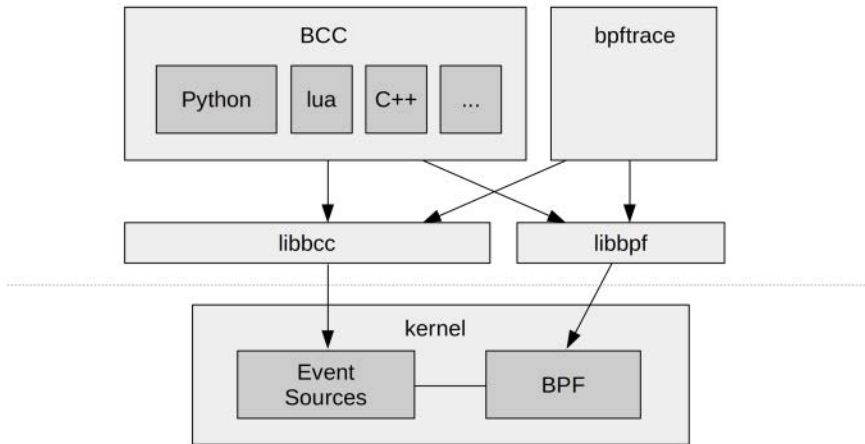 BCC
bpftrace
Python
lua
C++
...
libbcc
libbpf
kernel
Event
Sources
BPF